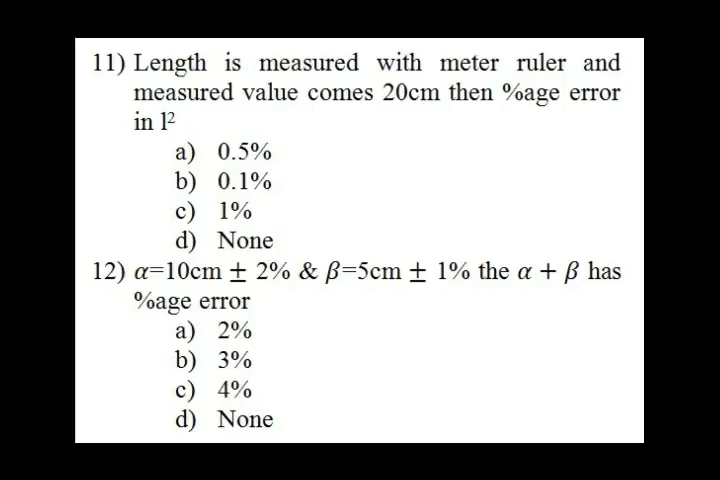 11) Length is measured with meter ruler and
measured value comes 20cm then %age error
in l²
a) 0.5%
b) 0.1%
c) 1%
d) None
12) α=10cm ± 2% & β=5cm ± 1% the α + β has
%age error
a) 2%
b) 3%
c) 4%
d) None